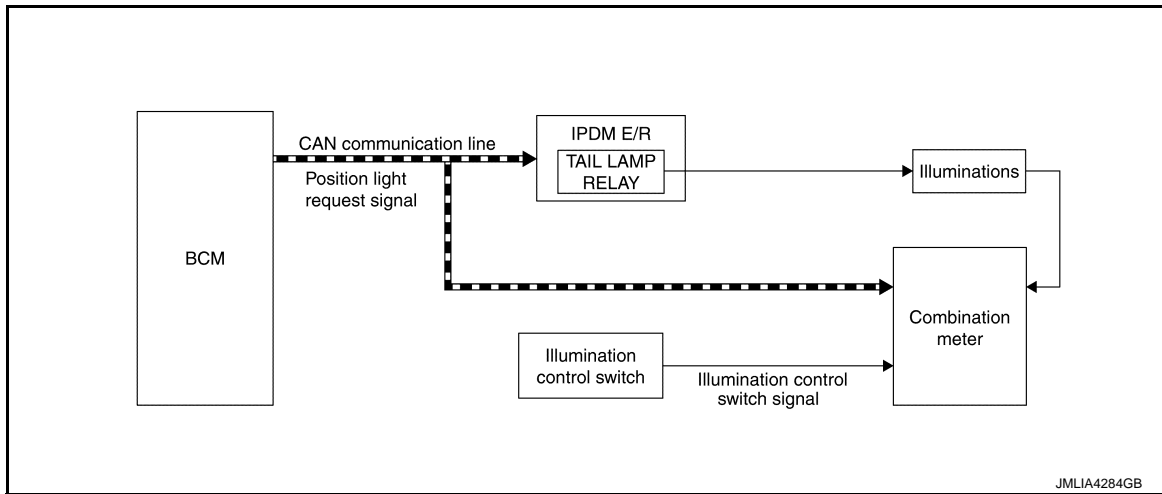 CAN communication line
Position light
request signal
BCM
IPDM E/R
TAIL LAMP
RELAY
Illuminations
Combination
meter
Illumination
control switch
Illumination control
switch signal
JMLIA4284GB